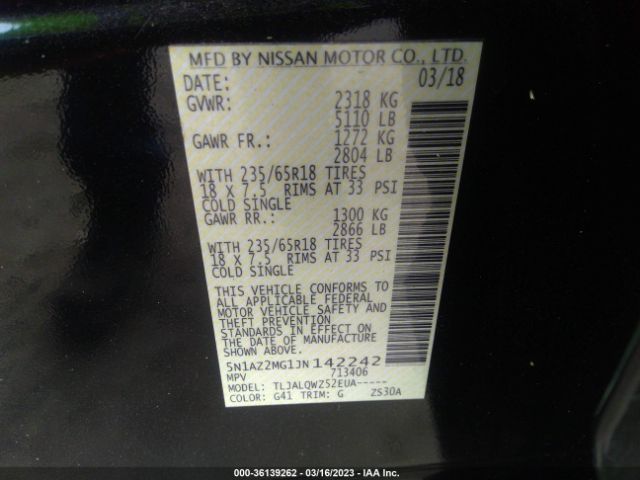 MFD BY NISSAN MOTOR CO., LTD.
DATE: 03/18
GVWR: 2318 KG
5110 LB
GAWR FR.: 1272 KG
2804 LB
WITH 235/65R18 TIRES
18 X 7.5 RIMS AT 33 PSI
COLD SINGLE
GAWR RR.: 1300 KG
2866 LB
WITH 235/65R18 TIRES
18 X 7.5 RIMS AT 33 PSI
COLD SINGLE
THIS VEHICLE CONFORMS TO
ALL APPLICABLE FEDERAL
MOTOR VEHICLE SAFETY AND
THEFT PREVENTION
STANDARDS IN EFFECT ON
THE DATE OF MANUFACTURE
SHOWN ABOVE.
5N1AZ2MG1JN142242
MPV 713406
MODEL: TLJALQWZ52EUA-----
COLOR: G41 TRIM: G ZS30A
000-36139262 - 03/16/2023 - IAA Inc.